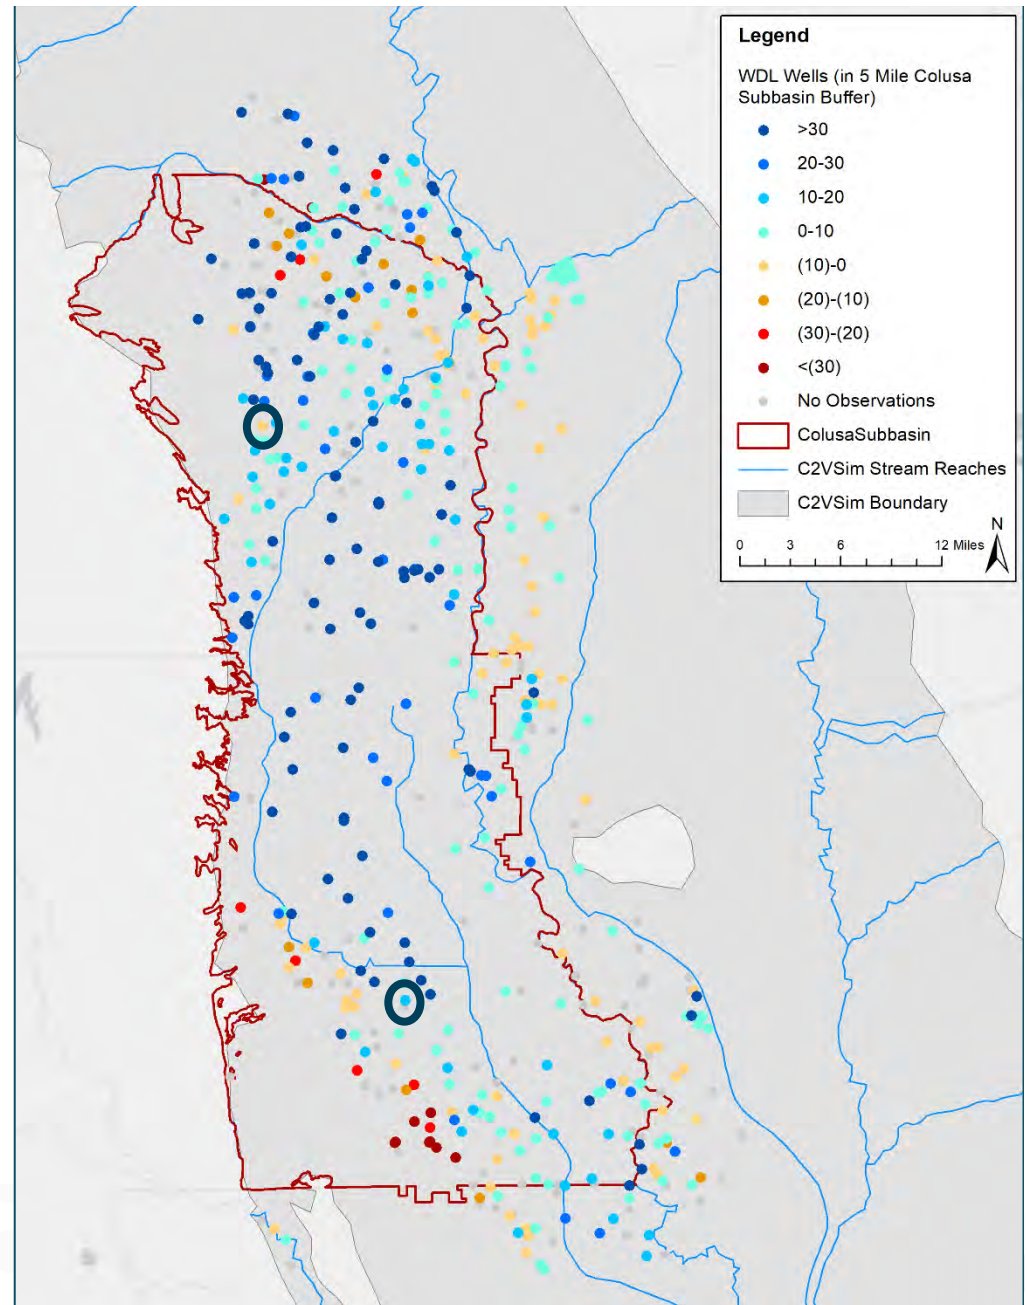 Legend
WDL Wells (in 5 Mile Colusa
Subbasin Buffer)
>30
20-30
10-20
0-10
(10)-0
(20)-(10)
(30)-(20)
<(30)
No Observations
ColusaSubbasin
C2VSim Stream Reaches
C2VSim Boundary
N
0 3 6 12 Miles